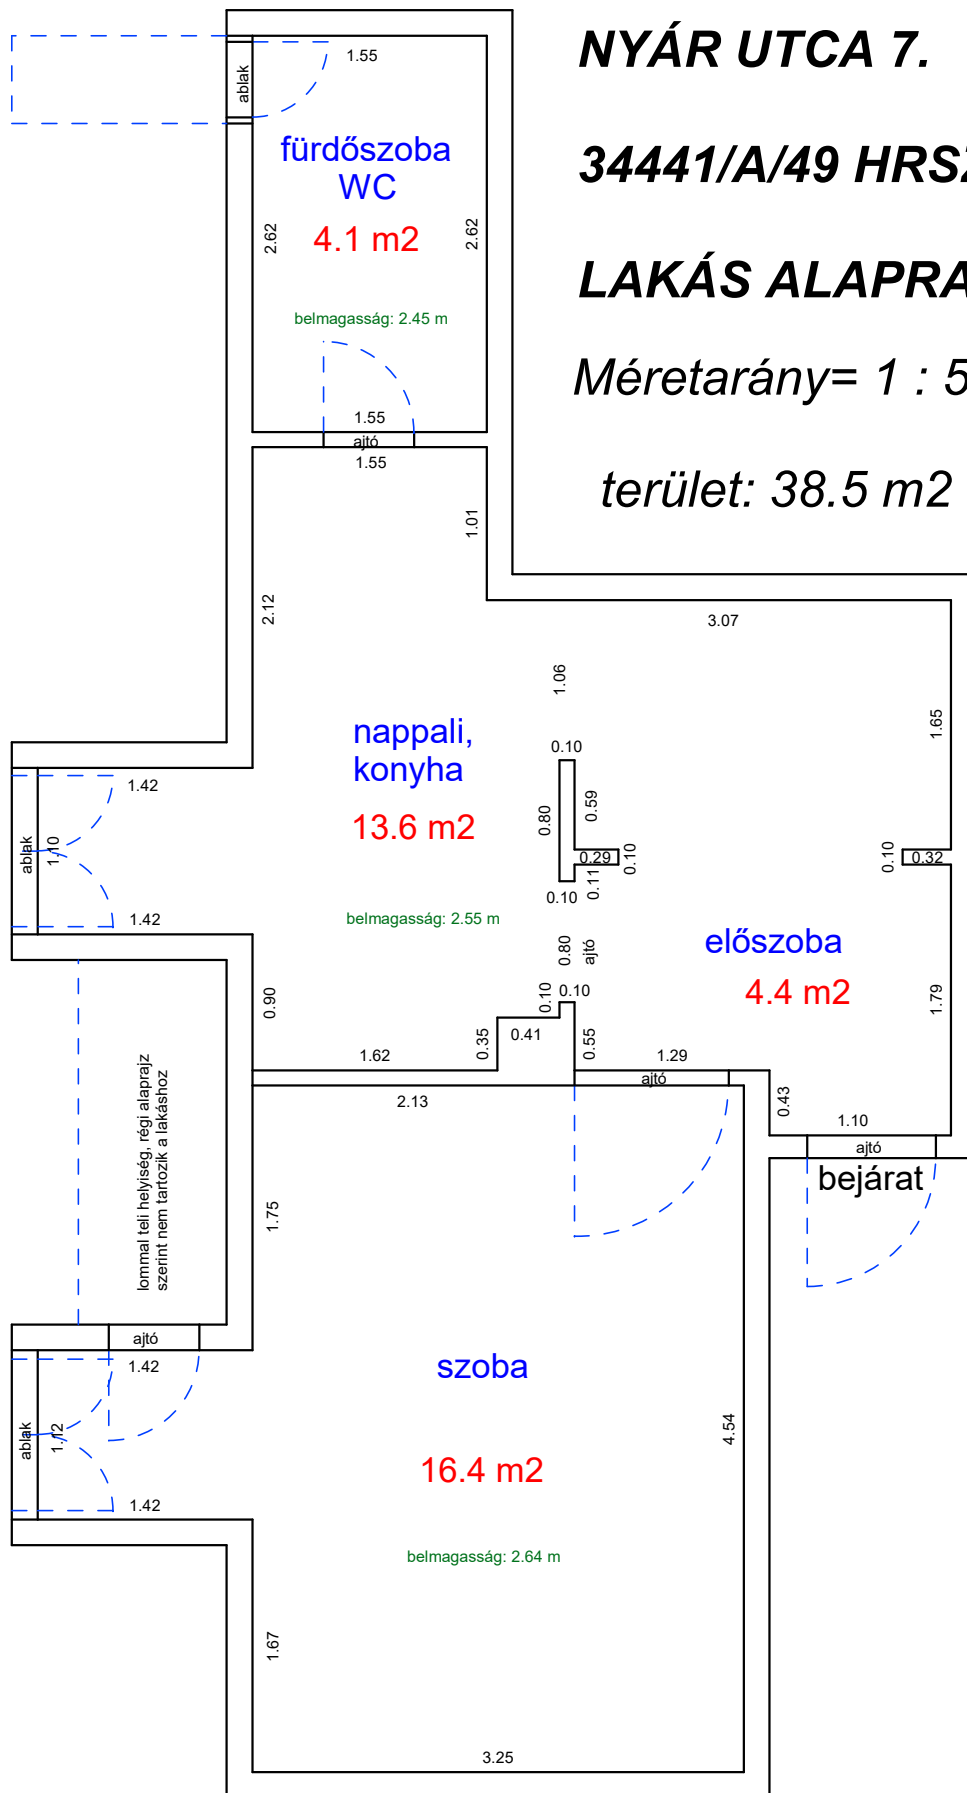 NYÁR UTCA 7.
34441/A/49 HRSZ
LAKÁS ALAPRA
Méretarány= 1 : 5
terület: 38.5 m2
1.55
ablak
fürdőszoba
WC
4.1 m2
2.62
2.62
belmagasság: 2.45 m
1.55
ajtó
1.55
1.01
2.12
3.07
1.06
1.65
nappali,
konyha
13.6 m2
0.10
0.80
0.59
0.29
0.10
0.11
0.10
0.10
0.32
1.42
ablak
1.10
1.42
belmagasság: 2.55 m
előszoba
4.4 m2
0.80
ajtó
0.90
0.10
0.10
0.35
0.41
0.55
1.62
1.29
ajtó
1.79
0.43
1.10
ajtó
bejárat
2.13
1.75
lommal teli helyiség, régi alaprajz
szerint nem tartozik a lakáshoz
ajtó
1.42
ablak
1.12
1.42
szoba
16.4 m2
4.54
belmagasság: 2.64 m
1.67
3.25